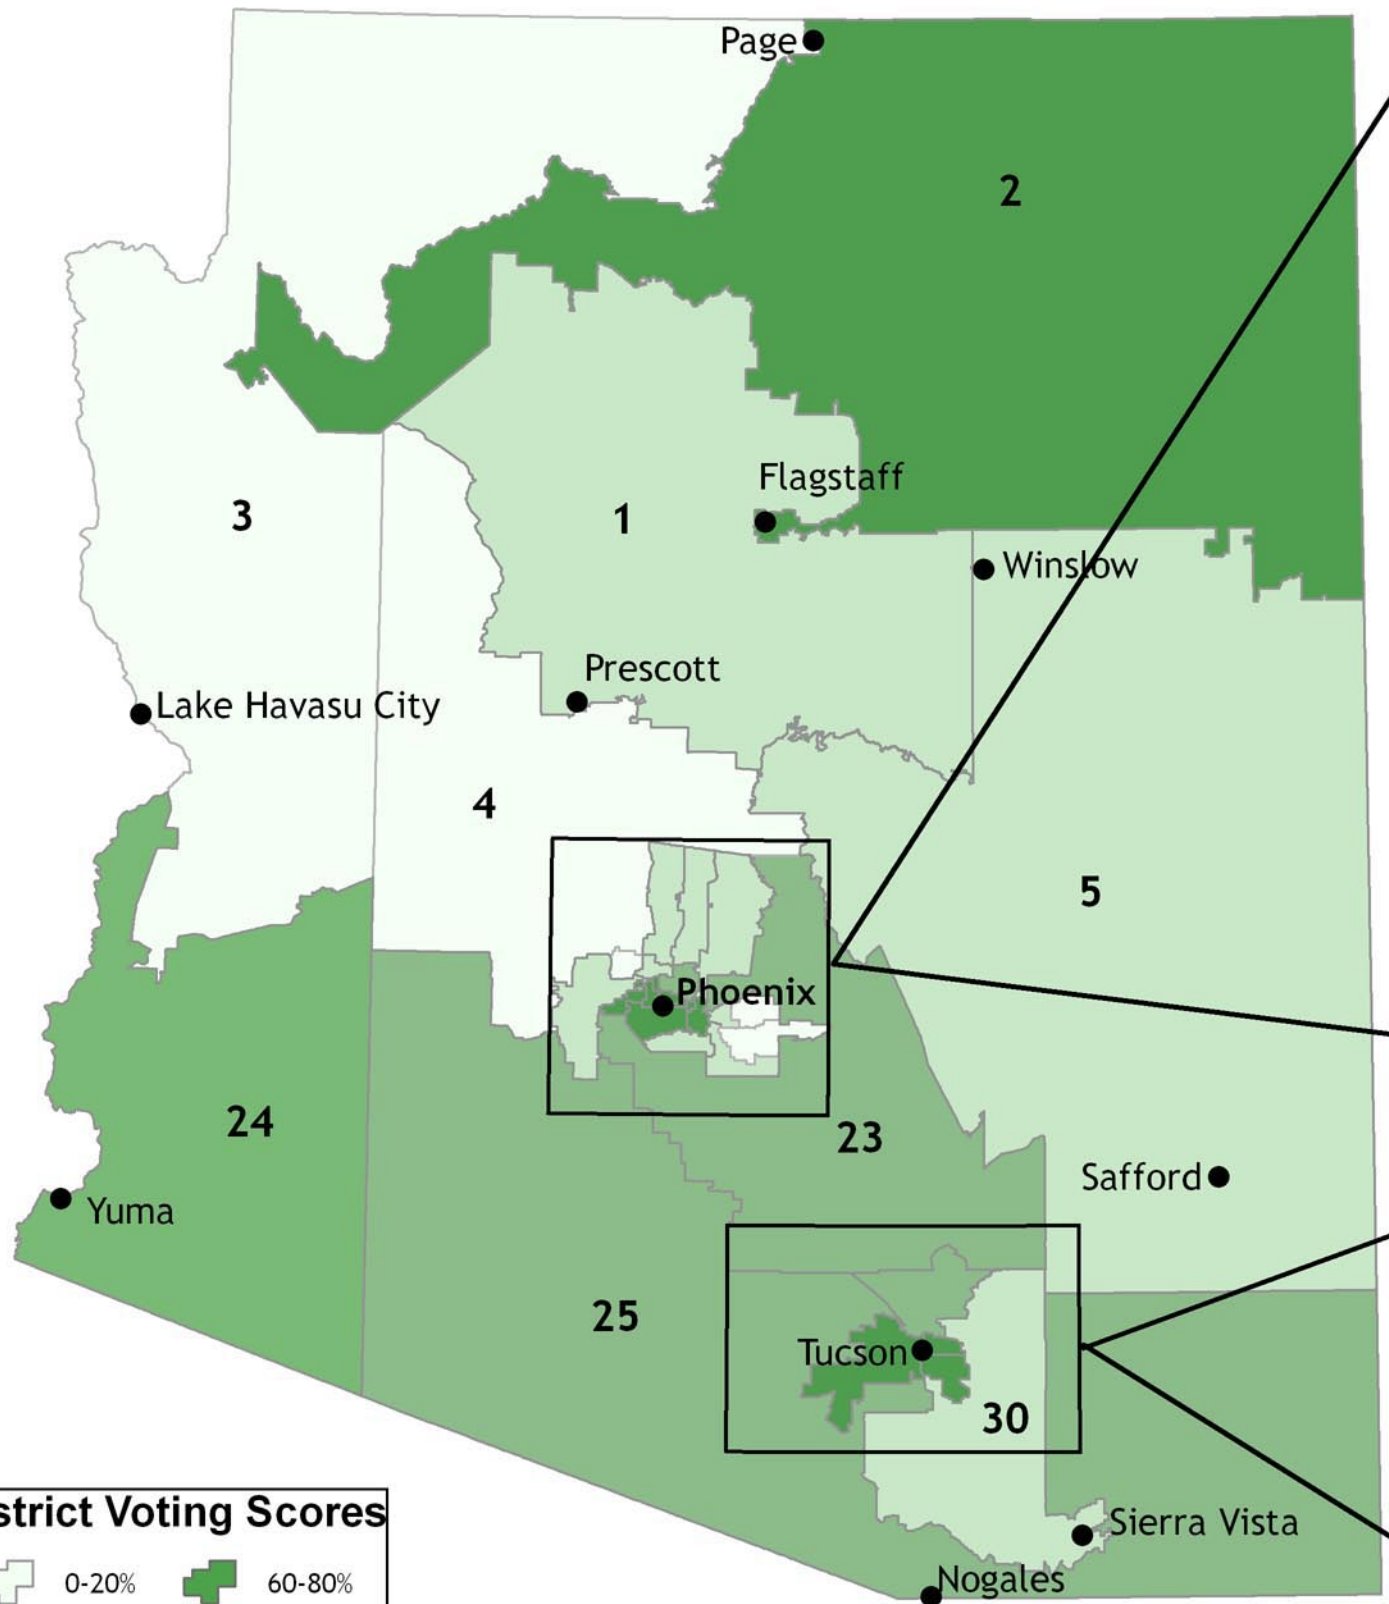 Page
2
Flagstaff
3
1
Winslow
Prescott
Lake Havasu City
4
5
Phoenix
24
23
Safford
Yuma
25
Tucson
30
Sierra Vista
Nogales
strict Voting Scores
0-20%
60-80%